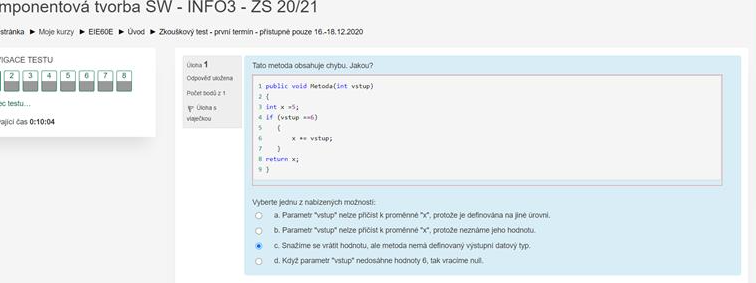 mponentová tvorba SW - INFO3 - ZS 20/21
stránka ► Moje kurzy ► EIE60E ► Úvod ► Zkouškový test - první termín - přístupné pouze 16.-18.12.2020
IGACE TESTU
2 3 4 5 6 7 8
ec testu...
ající čas 0:10:04
Úloha 1
Odpověď uložena
Počet bodů z 1
Úloha s
vlaječkou
Tato metoda obsahuje chybu. Jakou?
1 public void Metoda(int vstup)
2 {
3 int x =5;
4 if (vstup ==6)
5 {
6 x += vstup;
7 }
8 return x;
9 }
Vyberte jednu z nabízených možností:
a. Parametr "vstup" nelze přičíst k proměnné "x", protože je definována na jiné úrovni.
b. Parametr "vstup" nelze přičíst k proměnné "x", protože neznáme jeho hodnotu.
c. Snažíme se vrátit hodnotu, ale metoda nemá definovaný výstupní datový typ.
d. Když parametr "vstup" nedosáhne hodnoty 6, tak vracíme null.